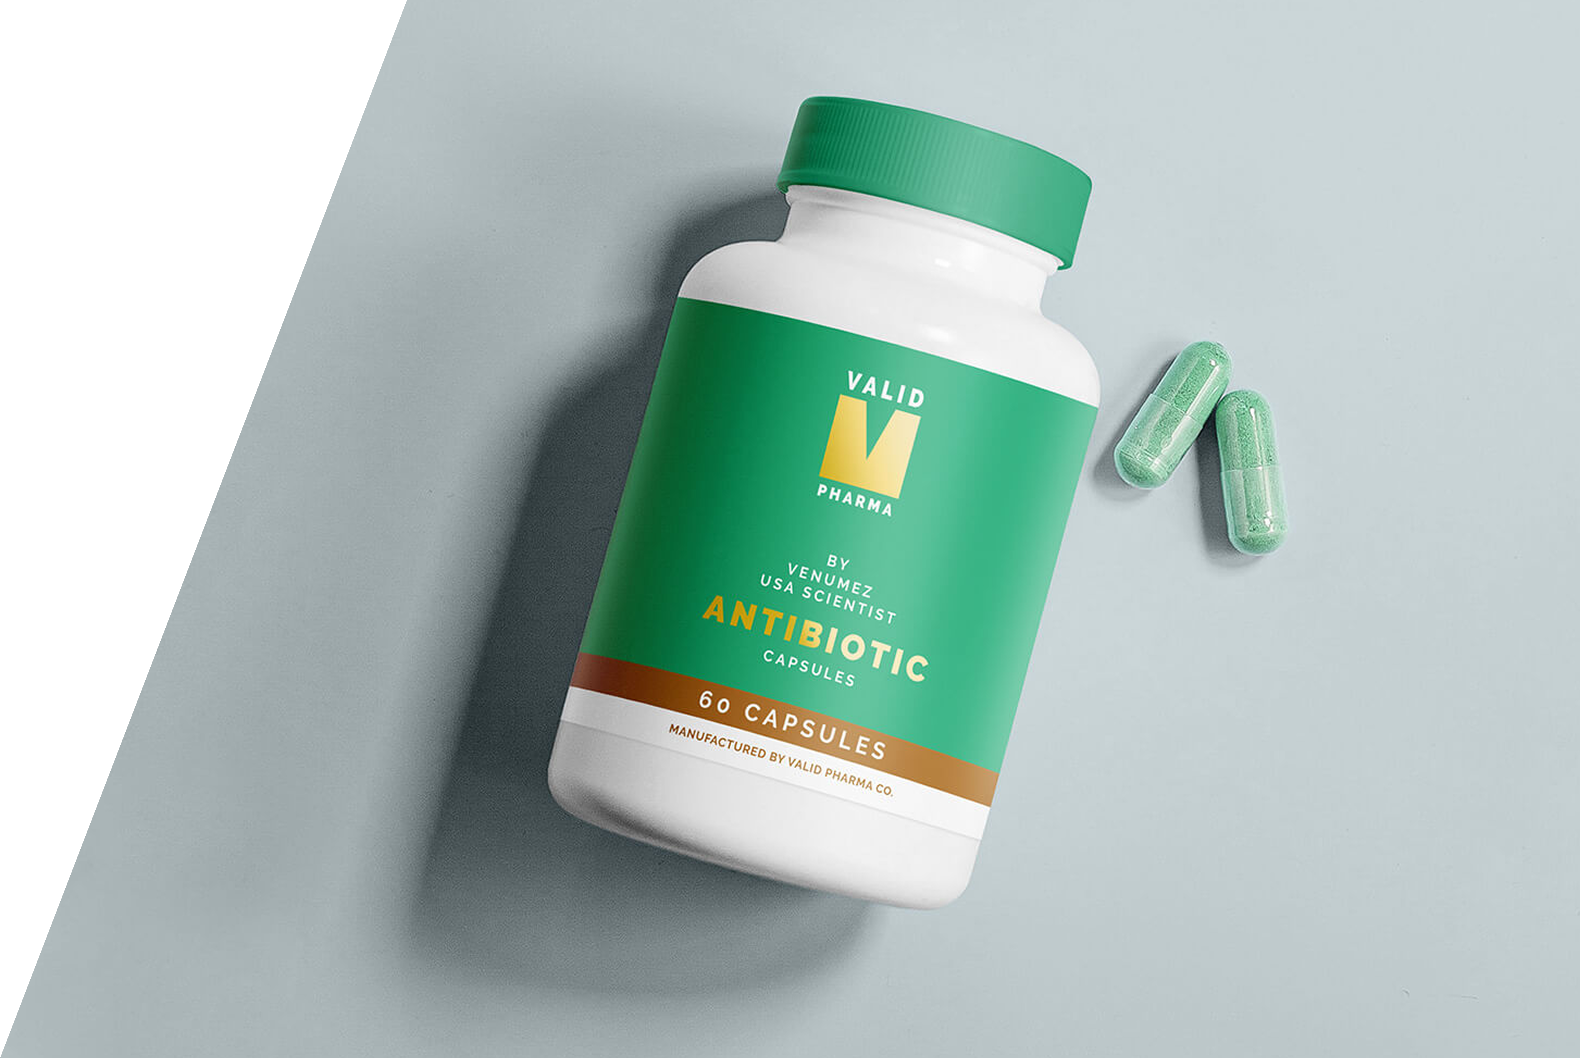 VALID
PHARMA
BY
VENUMEZ
USA SCIENTIST
ANTIBIOTIC
CAPSULES
60 CAPSULES
MANUFACTURED BY VALID PHARMA CO.